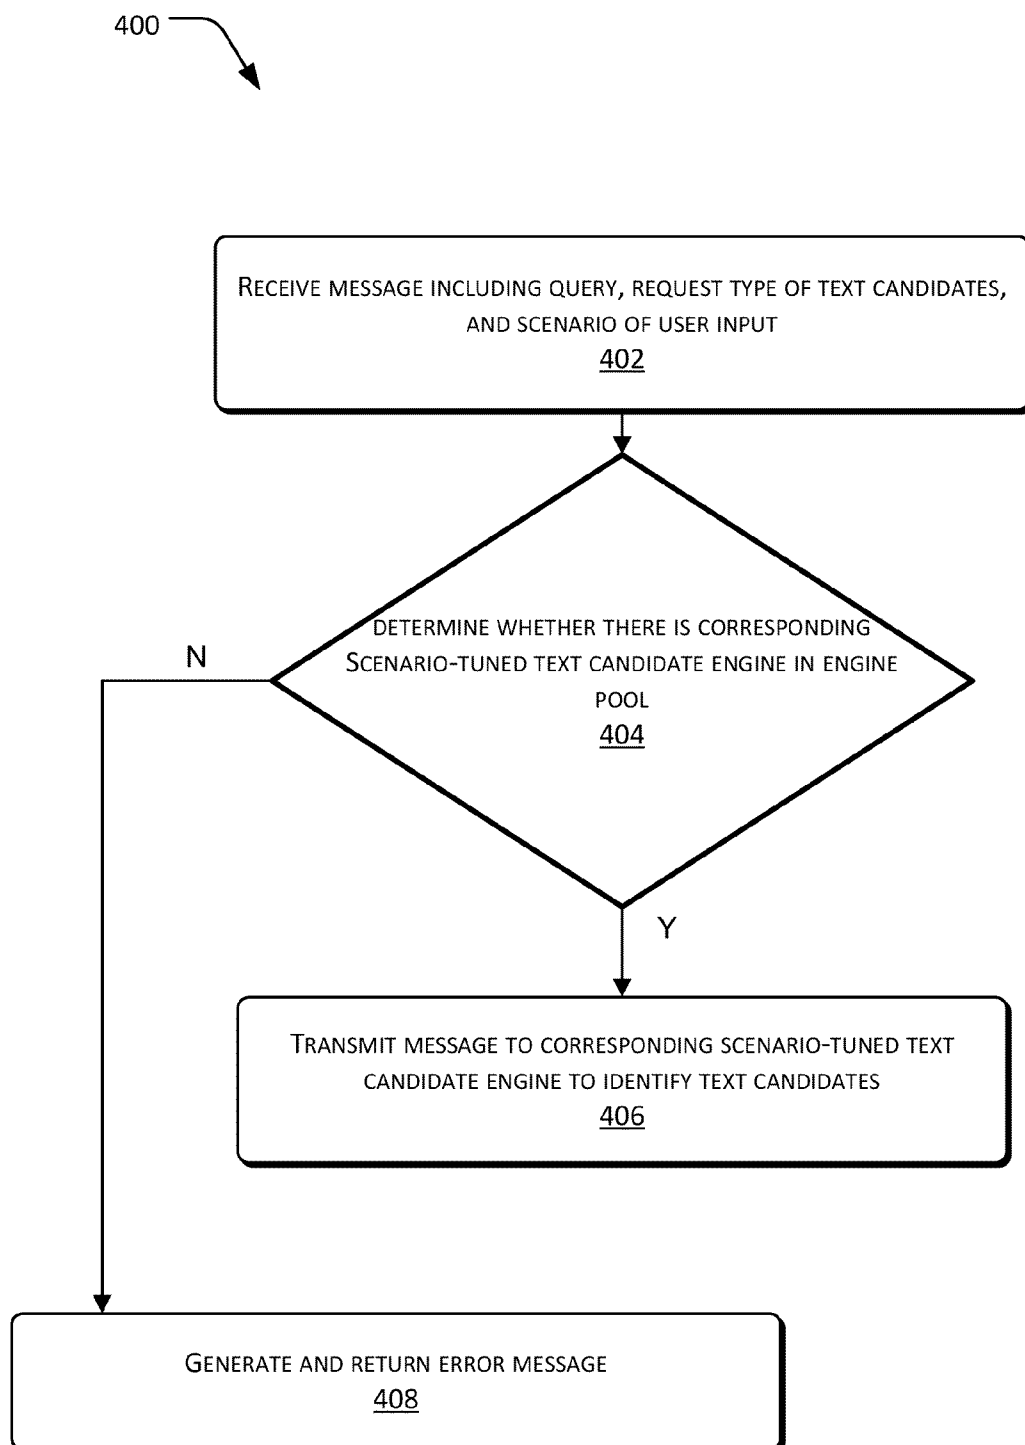 400
RECEIVE MESSAGE INCLUDING QUERY, REQUEST TYPE OF TEXT CANDIDATES,
AND SCENARIO OF USER INPUT
402
DETERMINE WHETHER THERE IS CORRESPONDING
SCENARIO-TUNED TEXT CANDIDATE ENGINE IN ENGINE
POOL
404
N
Y
TRANSMIT MESSAGE TO CORRESPONDING SCENARIO-TUNED TEXT
CANDIDATE ENGINE TO IDENTIFY TEXT CANDIDATES
406
GENERATE AND RETURN ERROR MESSAGE
408